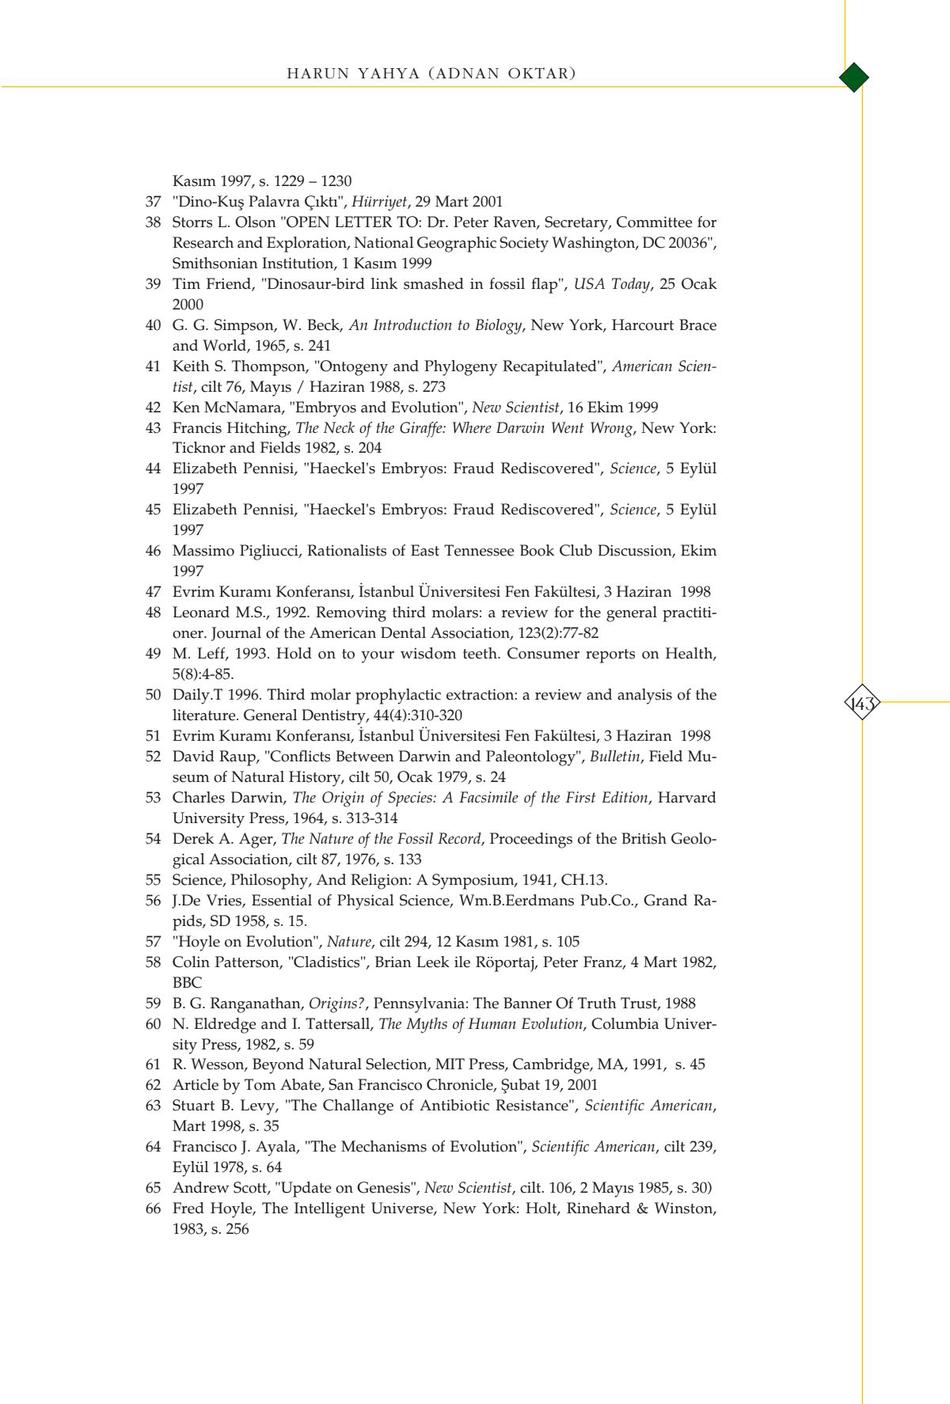 HARUN YAHYA (ADNAN OKTAR)
Kasım 1997, s. 1229 – 1230
37 "Dino-Kuş Palavra Çıktı", Hürriyet, 29 Mart 2001
38 Storrs L. Olson "OPEN LETTER TO: Dr. Peter Raven, Secretary, Committee for
Research and Exploration, National Geographic Society Washington, DC 20036",
Smithsonian Institution, 1 Kasım 1999
39 Tim Friend, "Dinosaur-bird link smashed in fossil flap", USA Today, 25 Ocak
2000
40 G. G. Simpson, W. Beck, An Introduction to Biology, New York, Harcourt Brace
and World, 1965, s. 241
41 Keith S. Thompson, "Ontogeny and Phylogeny Recapitulated", American Scien-
tist, cilt 76, Mayıs / Haziran 1988, s. 273
42 Ken McNamara, "Embryos and Evolution", New Scientist, 16 Ekim 1999
43 Francis Hitching, The Neck of the Giraffe: Where Darwin Went Wrong, New York:
Ticknor and Fields 1982, s. 204
44 Elizabeth Pennisi, "Haeckel's Embryos: Fraud Rediscovered", Science, 5 Eylül
1997
45 Elizabeth Pennisi, "Haeckel's Embryos: Fraud Rediscovered", Science, 5 Eylül
1997
46 Massimo Pigliucci, Rationalists of East Tennessee Book Club Discussion, Ekim
1997
47 Evrim Kuramı Konferansı, İstanbul Üniversitesi Fen Fakültesi, 3 Haziran 1998
48 Leonard M.S., 1992. Removing third molars: a review for the general practiti-
oner. Journal of the American Dental Association, 123(2):77-82
49 M. Leff, 1993. Hold on to your wisdom teeth. Consumer reports on Health,
5(8):4-85.
50 Daily.T 1996. Third molar prophylactic extraction: a review and analysis of the
literature. General Dentistry, 44(4):310-320
51 Evrim Kuramı Konferansı, İstanbul Üniversitesi Fen Fakültesi, 3 Haziran 1998
52 David Raup, "Conflicts Between Darwin and Paleontology", Bulletin, Field Mu-
seum of Natural History, cilt 50, Ocak 1979, s. 24
53 Charles Darwin, The Origin of Species: A Facsimile of the First Edition, Harvard
University Press, 1964, s. 313-314
54 Derek A. Ager, The Nature of the Fossil Record, Proceedings of the British Geolo-
gical Association, cilt 87, 1976, s. 133
55 Science, Philosophy, And Religion: A Symposium, 1941, CH.13.
56 J.De Vries, Essential of Physical Science, Wm.B.Eerdmans Pub.Co., Grand Ra-
pids, SD 1958, s. 15.
57 "Hoyle on Evolution", Nature, cilt 294, 12 Kasım 1981, s. 105
58 Colin Patterson, "Cladistics", Brian Leek ile Röportaj, Peter Franz, 4 Mart 1982,
BBC
59 B. G. Ranganathan, Origins?, Pennsylvania: The Banner Of Truth Trust, 1988
60 N. Eldredge and I. Tattersall, The Myths of Human Evolution, Columbia Univer-
sity Press, 1982, s. 59
61 R. Wesson, Beyond Natural Selection, MIT Press, Cambridge, MA, 1991, s. 45
62 Article by Tom Abate, San Francisco Chronicle, Şubat 19, 2001
63 Stuart B. Levy, "The Challange of Antibiotic Resistance", Scientific American,
Mart 1998, s. 35
64 Francisco J. Ayala, "The Mechanisms of Evolution", Scientific American, cilt 239,
Eylül 1978, s. 64
65 Andrew Scott, "Update on Genesis", New Scientist, cilt. 106, 2 Mayıs 1985, s. 30)
66 Fred Hoyle, The Intelligent Universe, New York: Holt, Rinehard & Winston,
1983, s. 256
143